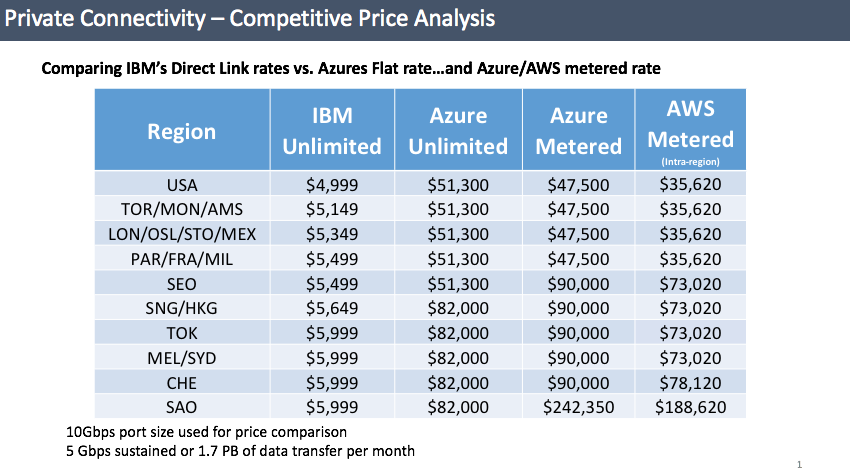 Private Connectivity – Competitive Price Analysis
Comparing IBM's Direct Link rates vs. Azures Flat rate...and Azure/AWS metered rate
Region IBM Unlimited Azure Unlimited Azure Metered AWS Metered (Intra-region)
USA $4,999 $51,300 $47,500 $35,620
TOR/MON/AMS $5,149 $51,300 $47,500 $35,620
LON/OSL/STO/MEX $5,349 $51,300 $47,500 $35,620
PAR/FRA/MIL $5,499 $51,300 $47,500 $35,620
SEO $5,499 $51,300 $90,000 $73,020
SNG/HKG $5,649 $82,000 $90,000 $73,020
TOK $5,999 $82,000 $90,000 $73,020
MEL/SYD $5,999 $82,000 $90,000 $73,020
CHE $5,999 $82,000 $90,000 $78,120
SAO $5,999 $82,000 $242,350 $188,620
10Gbps port size used for price comparison
5 Gbps sustained or 1.7 PB of data transfer per month
1